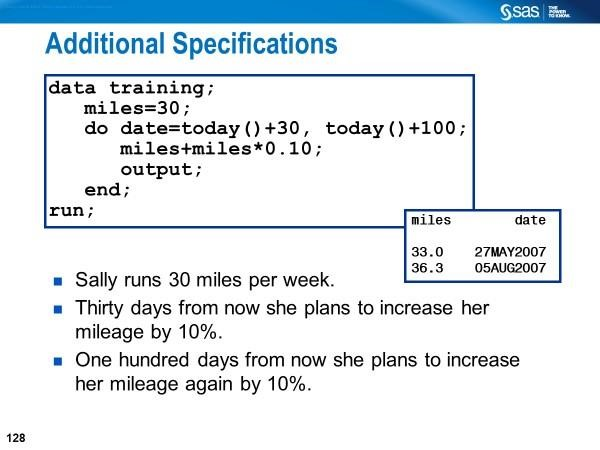 sas THE POWER TO KNOW.
Additional Specifications
data training;
miles=30;
do date=today()+30, today()+100;
miles+miles*0.10;
output;
end;
run;
miles date
33.0 27MAY2007
36.3 05AUG2007
Sally runs 30 miles per week.
Thirty days from now she plans to increase her
mileage by 10%.
One hundred days from now she plans to increase
her mileage again by 10%.
128